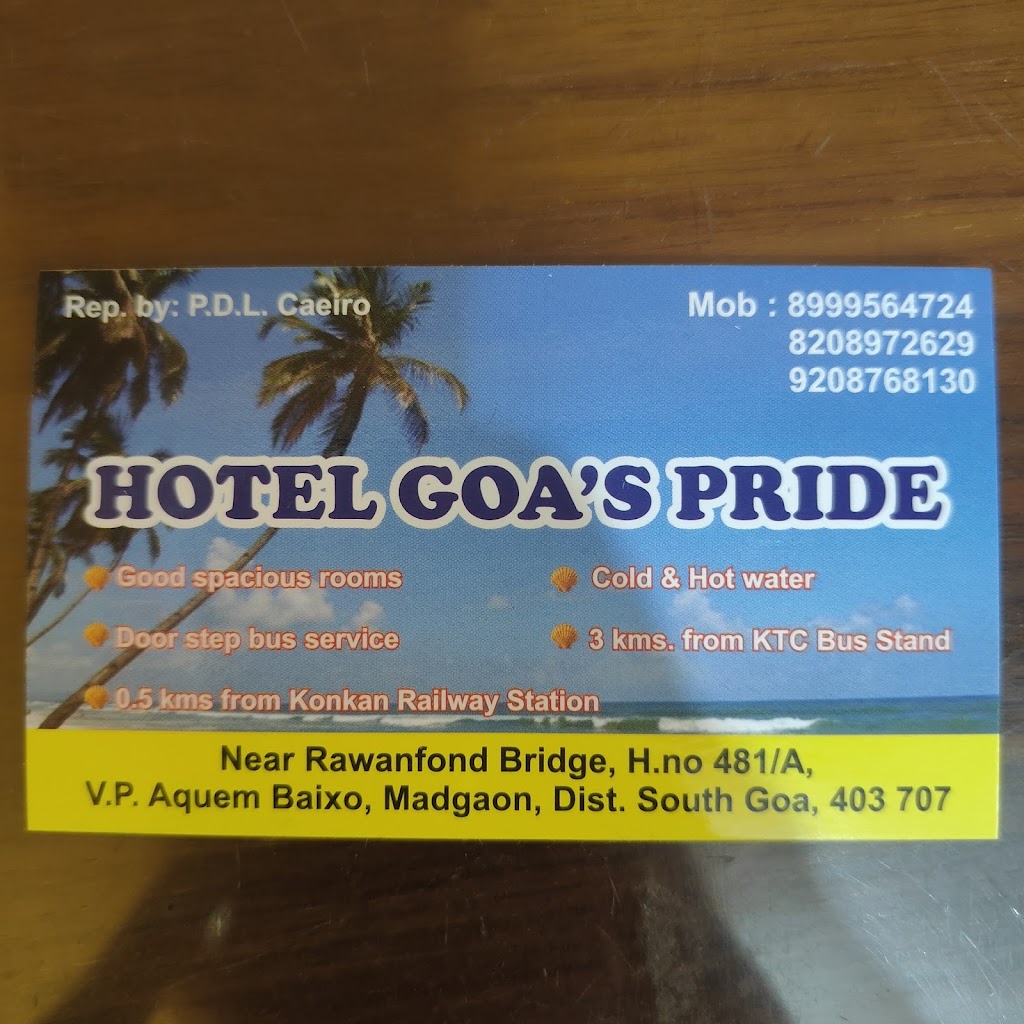 Rep. by: P.D.L. Caeiro
Mob : 8999564724
8208972629
9208768130
HOTEL GOA'S PRIDE
Good spacious rooms
Cold & Hot water
Door step bus service
3 kms. from KTC Bus Stand
0.5 kms from Konkan Railway Station
Near Rawanfond Bridge, H.no 481/A,
V.P. Aquem Baixo, Madgaon, Dist. South Goa, 403 707